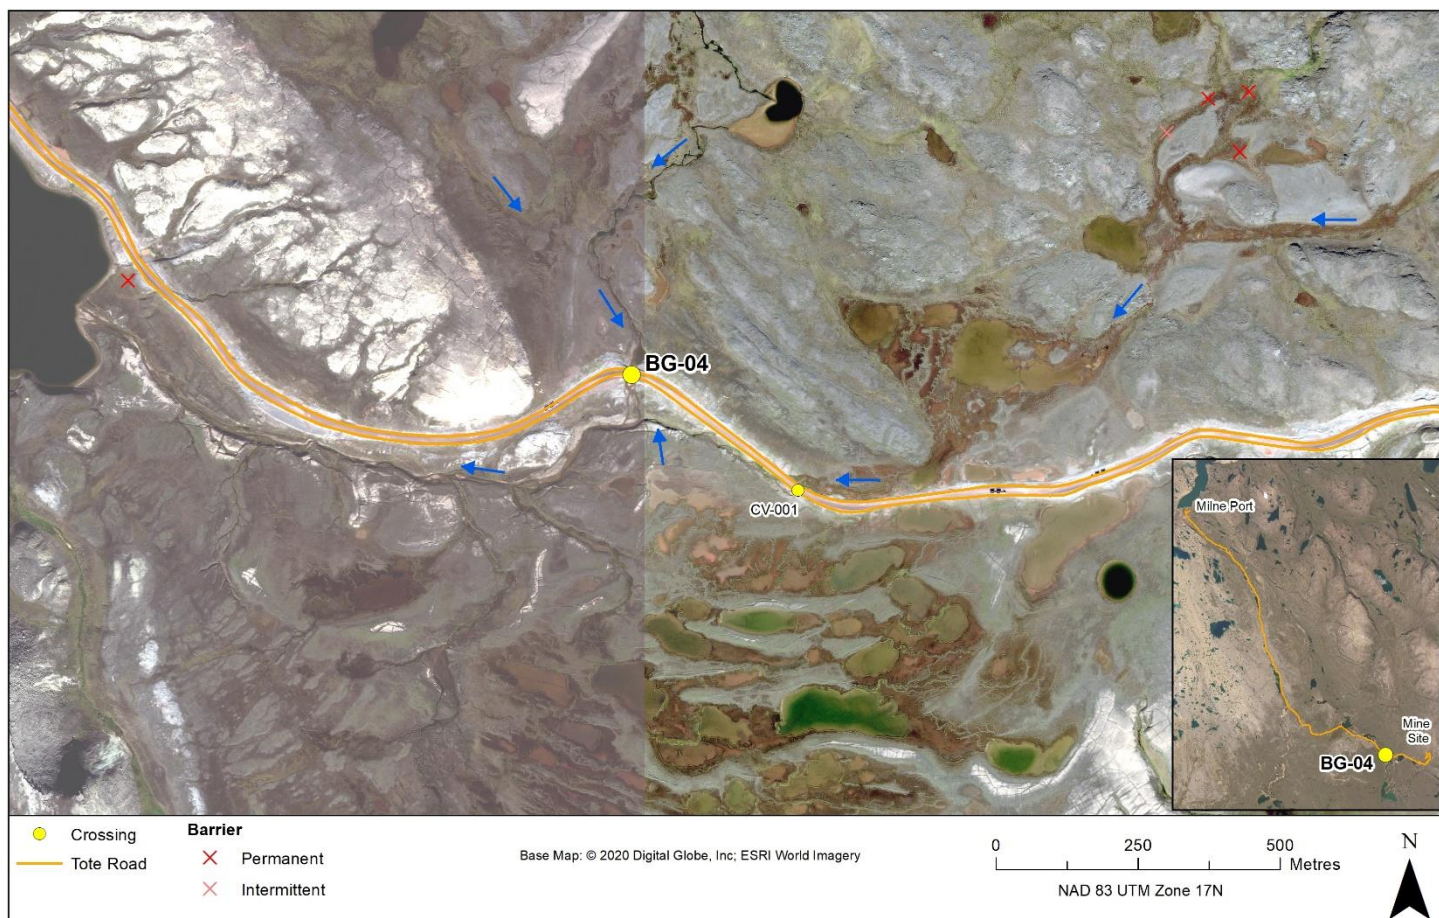 BG-04
CV-001
Milne Port
Mine
Site
BG-04
Crossing
Tote Road
Barrier
Permanent
Intermittent
Base Map: © 2020 Digital Globe, Inc; ESRI World Imagery
0 250 500
Metres
NAD 83 UTM Zone 17N
N